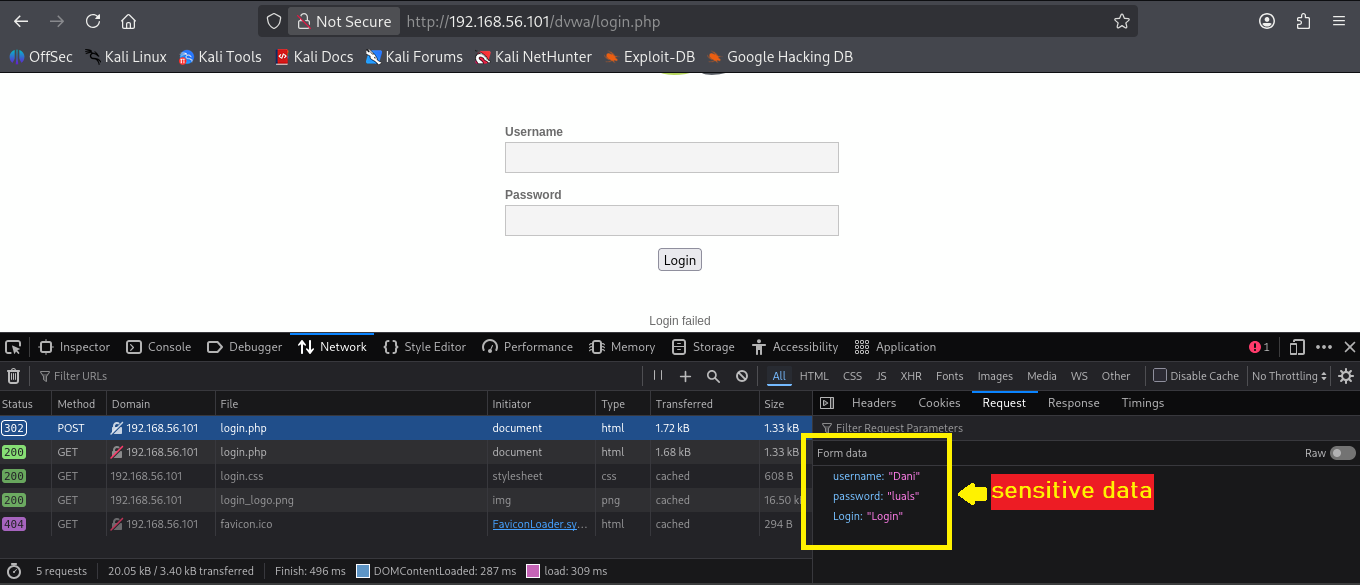 Not Secure http://192.168.56.101/dvwa/login.php
OffSec Kali Linux Kali Tools Kali Docs Kali Forums Kali NetHunter Exploit-DB Google Hacking DB
Username
Password
Login
Login failed
Inspector Console Debugger Network Style Editor Performance Memory Storage Accessibility Application 1
Filter URLs All HTML CSS JS XHR Fonts Images Media WS Other Disable Cache No Throttling
Status Method Domain File Initiator Type Transferred Size Headers Cookies Request Response Timings
302 POST 192.168.56.101 login.php document html 1.72 kB 1.33 kB
Filter Request Parameters
200 GET 192.168.56.101 login.php document html 1.68 kB 1.33 kB
Form data Raw
200 GET 192.168.56.101 login.css stylesheet css cached 608 B
username: "Dani"
200 GET 192.168.56.101 login_logo.png img png cached 16.50 k
password: "luals"
sensitive data
404 GET 192.168.56.101 favicon.ico FaviconLoader.sy... html cached 294 B
Login: "Login"
5 requests 20.05 kB / 3.40 kB transferred Finish: 496 ms DOMContentLoaded: 287 ms load: 309 ms